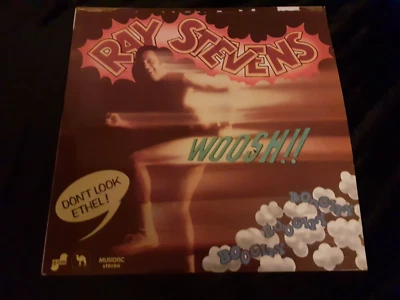 RAY STEVENS
WOOSH!!
DON'T LOOK
ETHEL!
BOOGITY
BOOGITY
BOOGITY
MUSIDISC
stereo